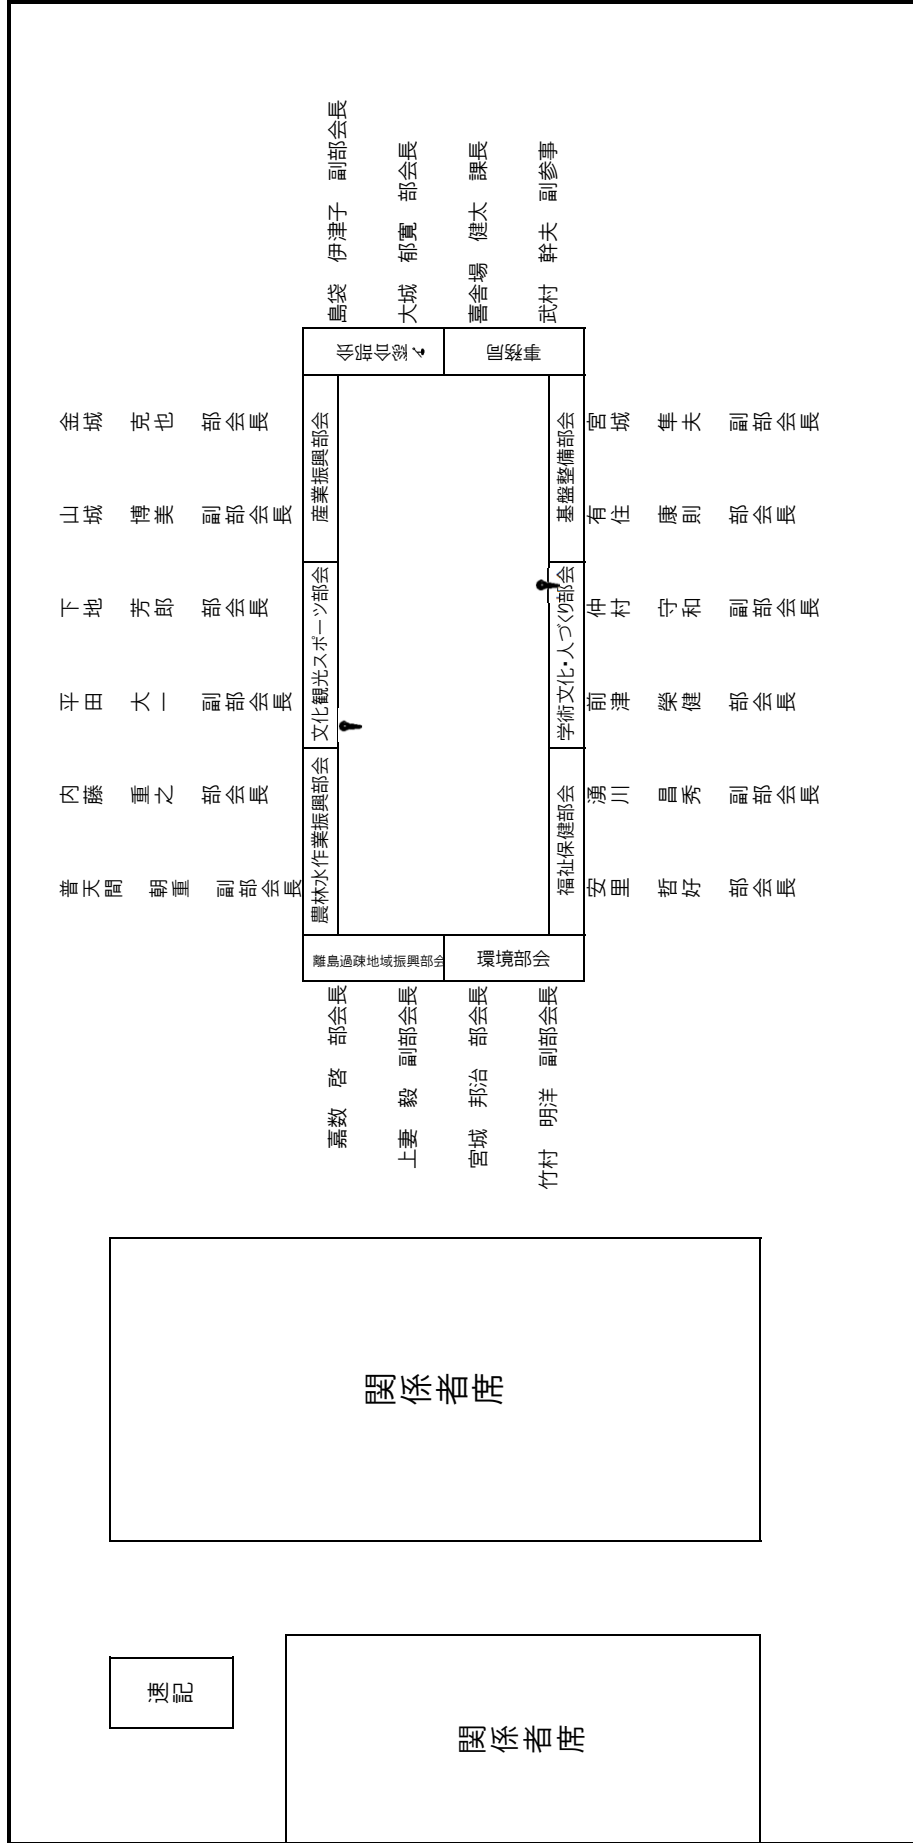 島袋 伊津子 副部会長
大城 郁寛 部会長
喜舎場 健太 課長
武村 幹夫 副参事
総合部会
事務局
金城 克也 部会長
山城 博美 副部会長
下地 芳郎 部会長
平田 大一 副部会長
内藤 重之 部会長
普天間 朝重 副部会長
産業振興部会
文化観光スポーツ部会
農林水作業振興部会
基盤整備部会
学術文化・人づくり部会
福祉保健部会
宮城 隼夫 副部会長
有住 康則 部会長
仲村 守和 副部会長
前津 榮健 部会長
湧川 昌秀 副部会長
安里 哲好 部会長
離島過疎地域振興部会
環境部会
嘉数 啓 部会長
上妻 毅 副部会長
宮城 邦治 部会長
竹村 明洋 副部会長
関係者席
速記
関係者席